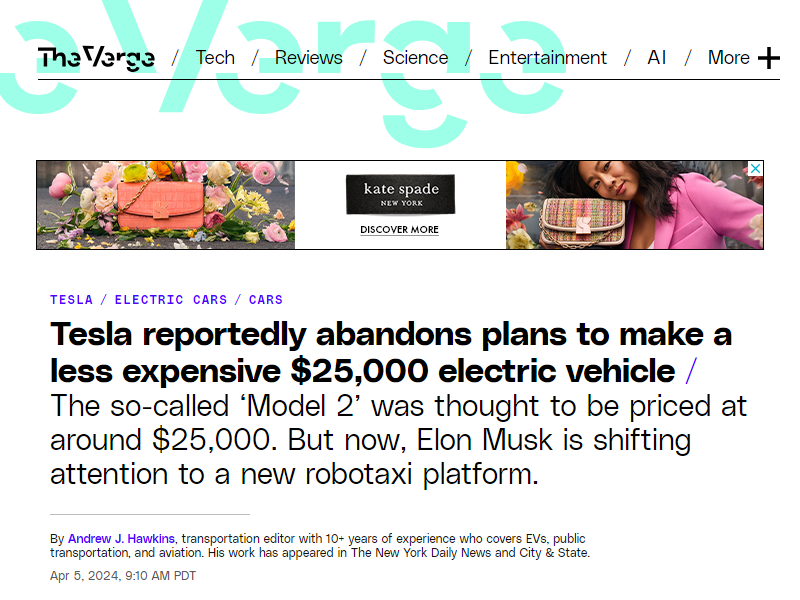 The Verge / Tech / Reviews / Science / Entertainment / AI / More +
kate spade
NEW YORK
DISCOVER MORE
TESLA / ELECTRIC CARS / CARS
Tesla reportedly abandons plans to make a
less expensive $25,000 electric vehicle /
The so-called ‘Model 2’ was thought to be priced at
around $25,000. But now, Elon Musk is shifting
attention to a new robotaxi platform.
By Andrew J. Hawkins, transportation editor with 10+ years of experience who covers EVs, public
transportation, and aviation. His work has appeared in The New York Daily News and City & State.
Apr 5, 2024, 9:10 AM PDT